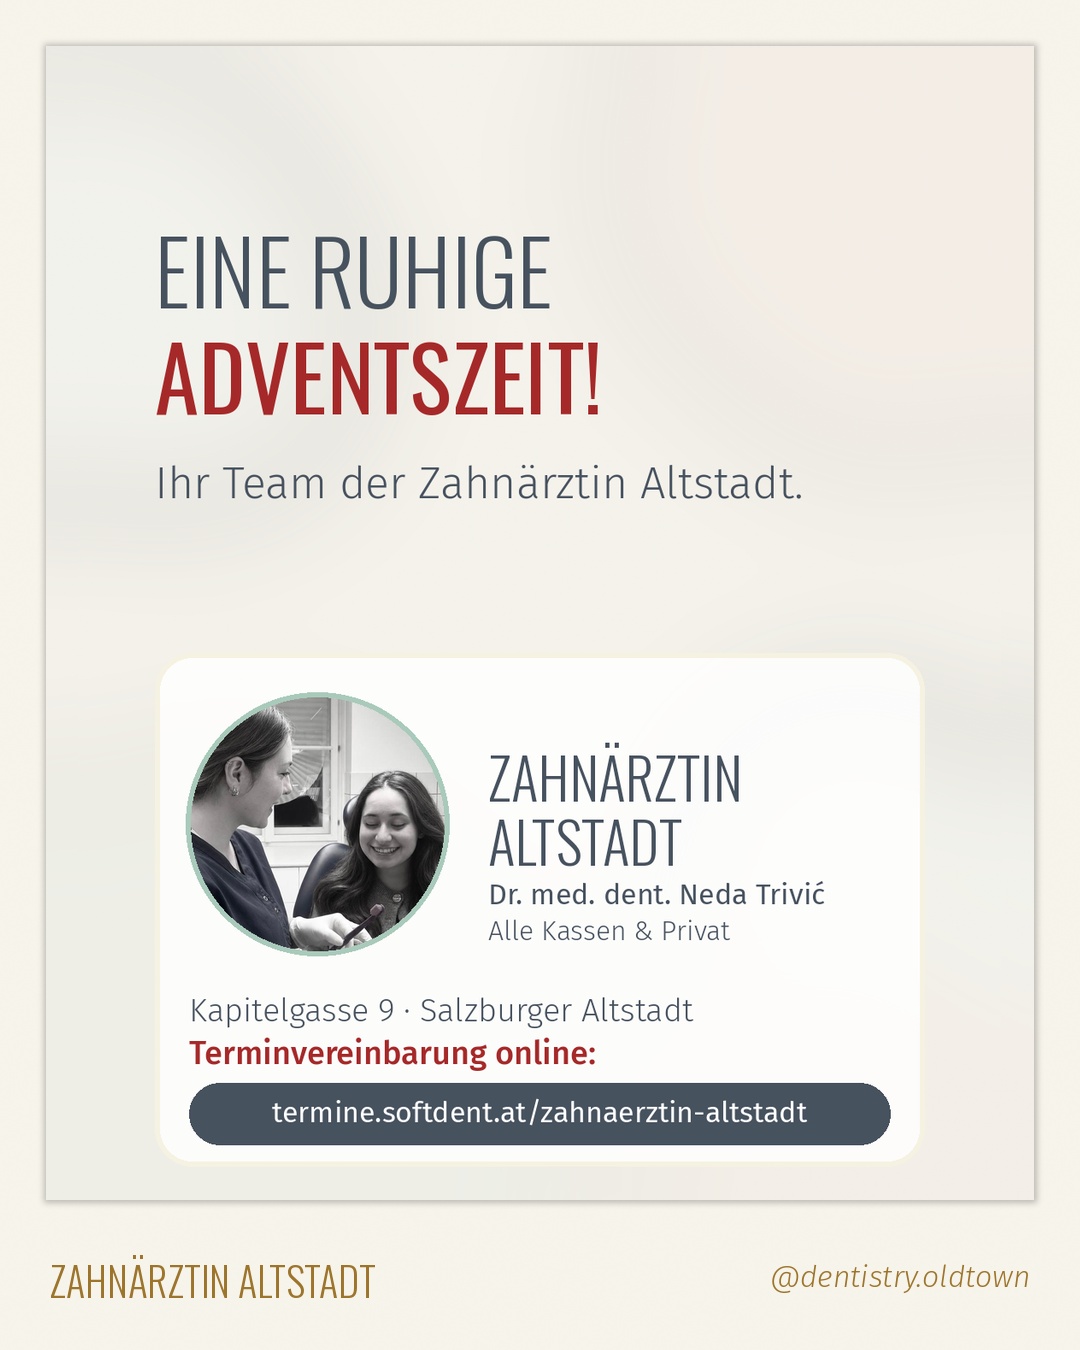 EINE RUHIGE
ADVENTSZEIT!
Ihr Team der Zahnärztin Altstadt.
ZAHNÄRZTIN
ALTSTADT
Dr. med. dent. Neda Trivić
Alle Kassen & Privat
Kapitelgasse 9 · Salzburger Altstadt
Terminvereinbarung online:
termine.softdent.at/zahnaerztin-altstadt
ZAHNÄRZTIN ALTSTADT
@dentistry.oldtown